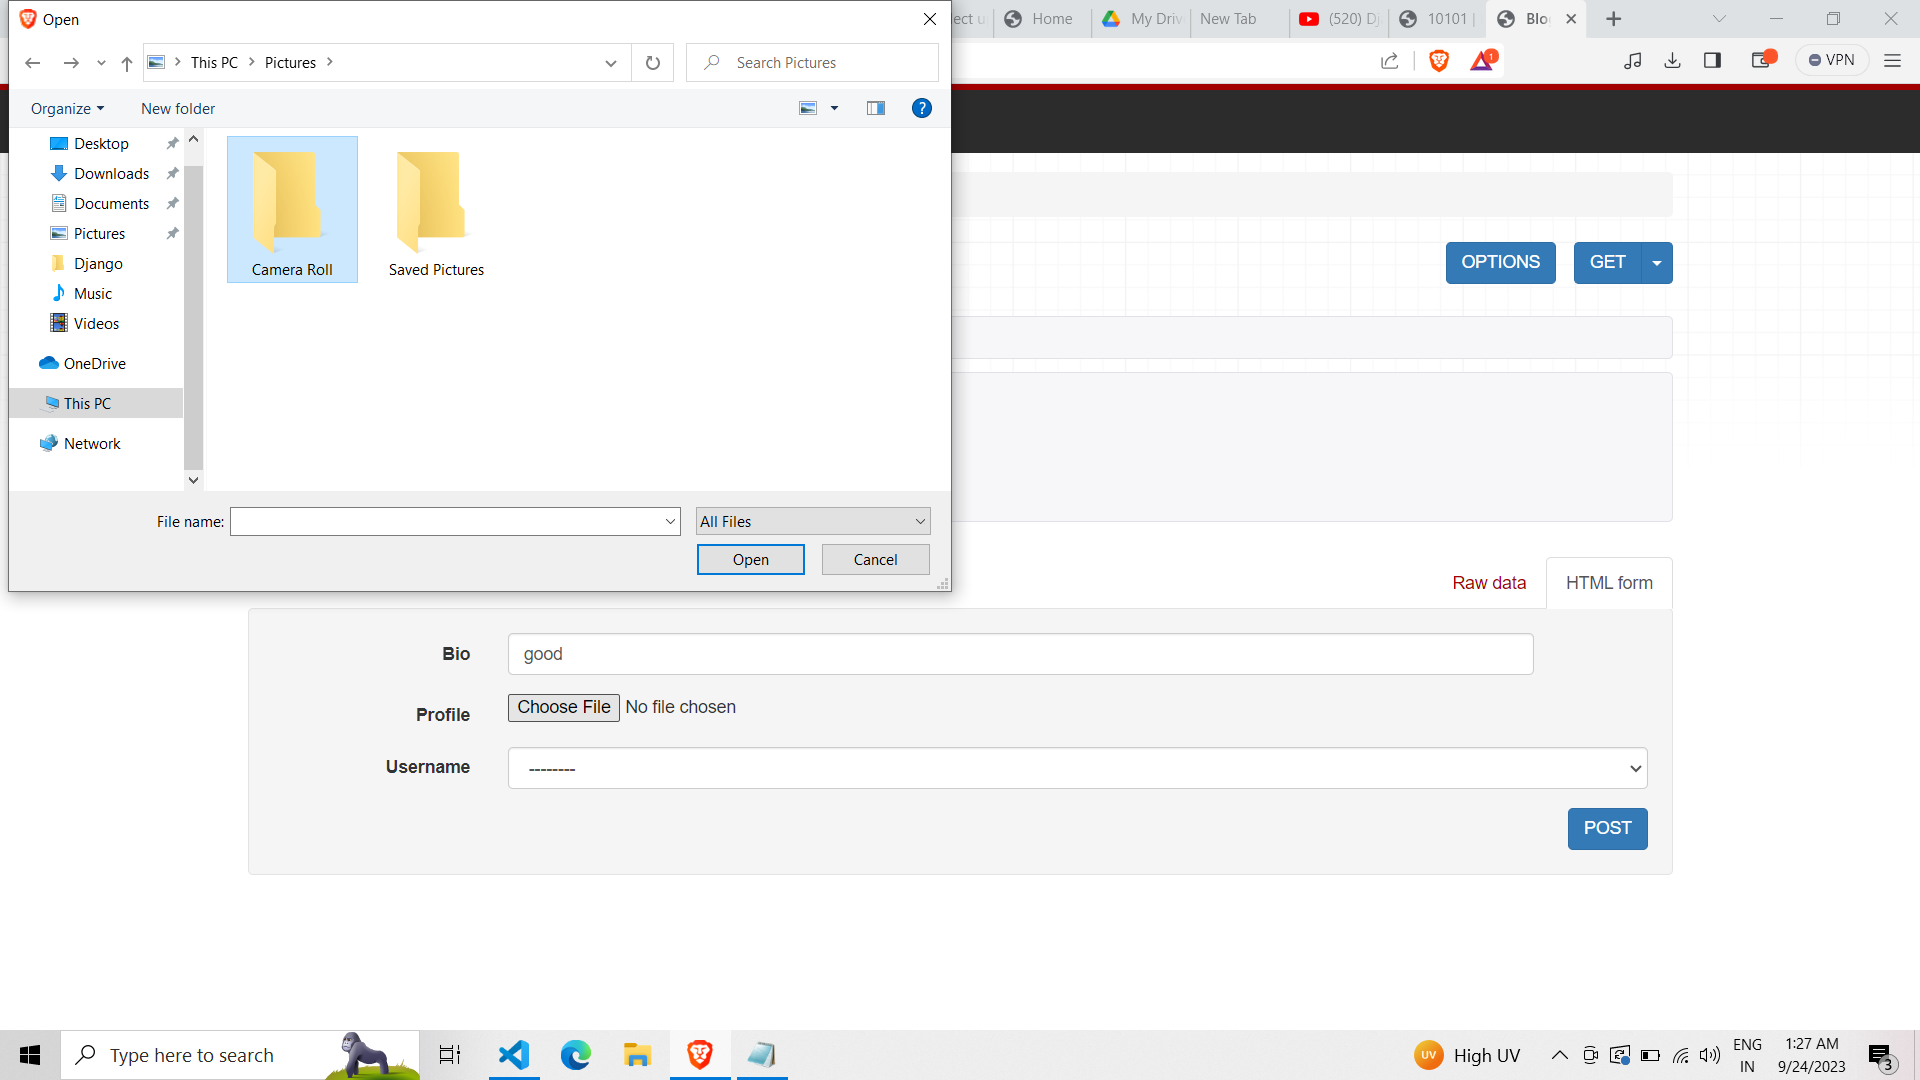 Open
ect u
Home
My Driv
New Tab
(520) Dj
10101 |
Blo
This PC
Pictures
Search Pictures
1
VPN
Organize
New folder
?
Desktop
Downloads
Documents
Pictures
Django
Music
Videos
OneDrive
This PC
Network
Camera Roll
Saved Pictures
OPTIONS
GET
File name:
All Files
Open
Cancel
Raw data
HTML form
Bio
good
Profile
Choose File
No file chosen
Username
--------
POST
Type here to search
UV
High UV
ENG
IN
1:27 AM
9/24/2023
3